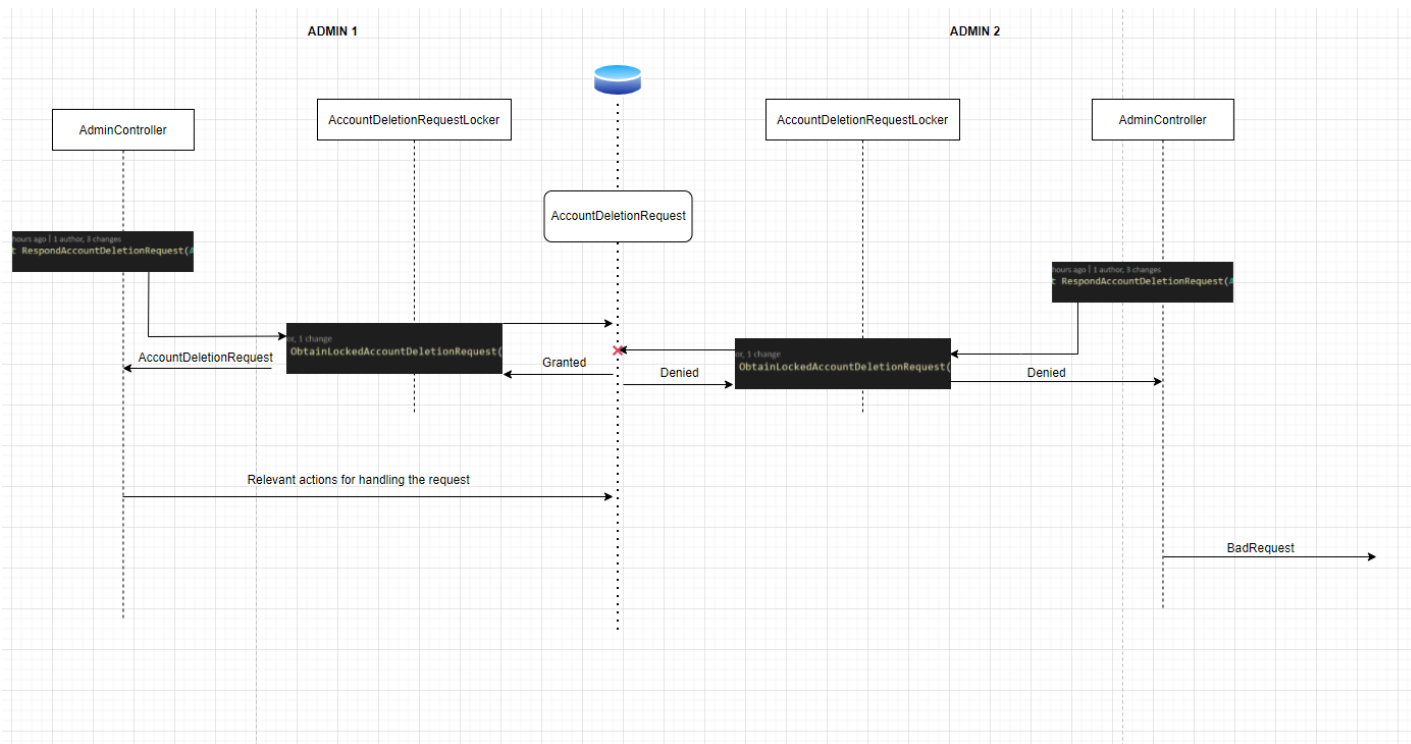 ADMIN 1
ADMIN 2
AdminController
AccountDeletionRequestLocker
AccountDeletionRequestLocker
AdminController
AccountDeletionRequest
hours ago | 1 author, 3 changes
RespondAccountDeletionRequest(
hours ago | 1 author, 3 changes
RespondAccountDeletionRequest(
or, 1 change
ObtainLockedAccountDeletionRequest(
or, 1 change
ObtainLockedAccountDeletionRequest(
AccountDeletionRequest
Granted
Denied
Denied
Relevant actions for handling the request
BadRequest